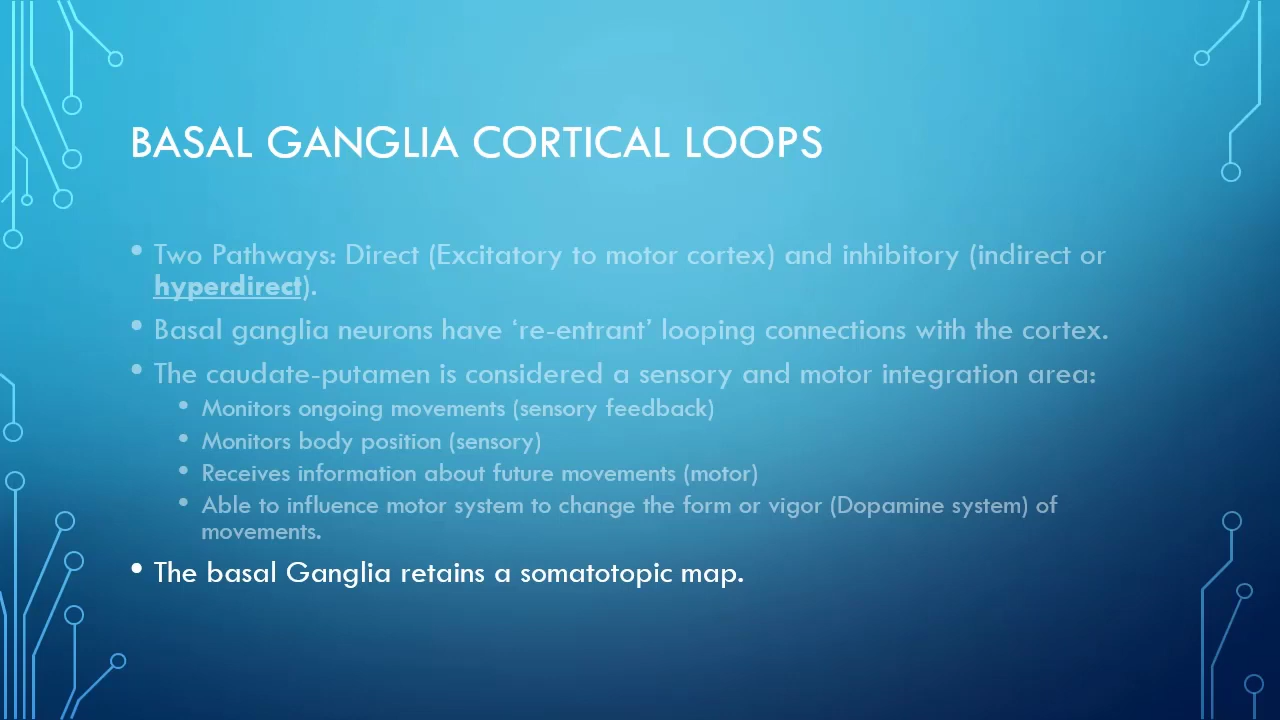 BASAL GANGLIA CORTICAL LOOPS
• Two Pathways: Direct (Excitatory to motor cortex) and inhibitory (indirect or
hyperdirect).
• Basal ganglia neurons have ‘re-entrant’ looping connections with the cortex.
• The caudate-putamen is considered a sensory and motor integration area:
• Monitors ongoing movements (sensory feedback)
• Monitors body position (sensory)
• Receives information about future movements (motor)
• Able to influence motor system to change the form or vigor (Dopamine system) of
movements.
• The basal Ganglia retains a somatotopic map.